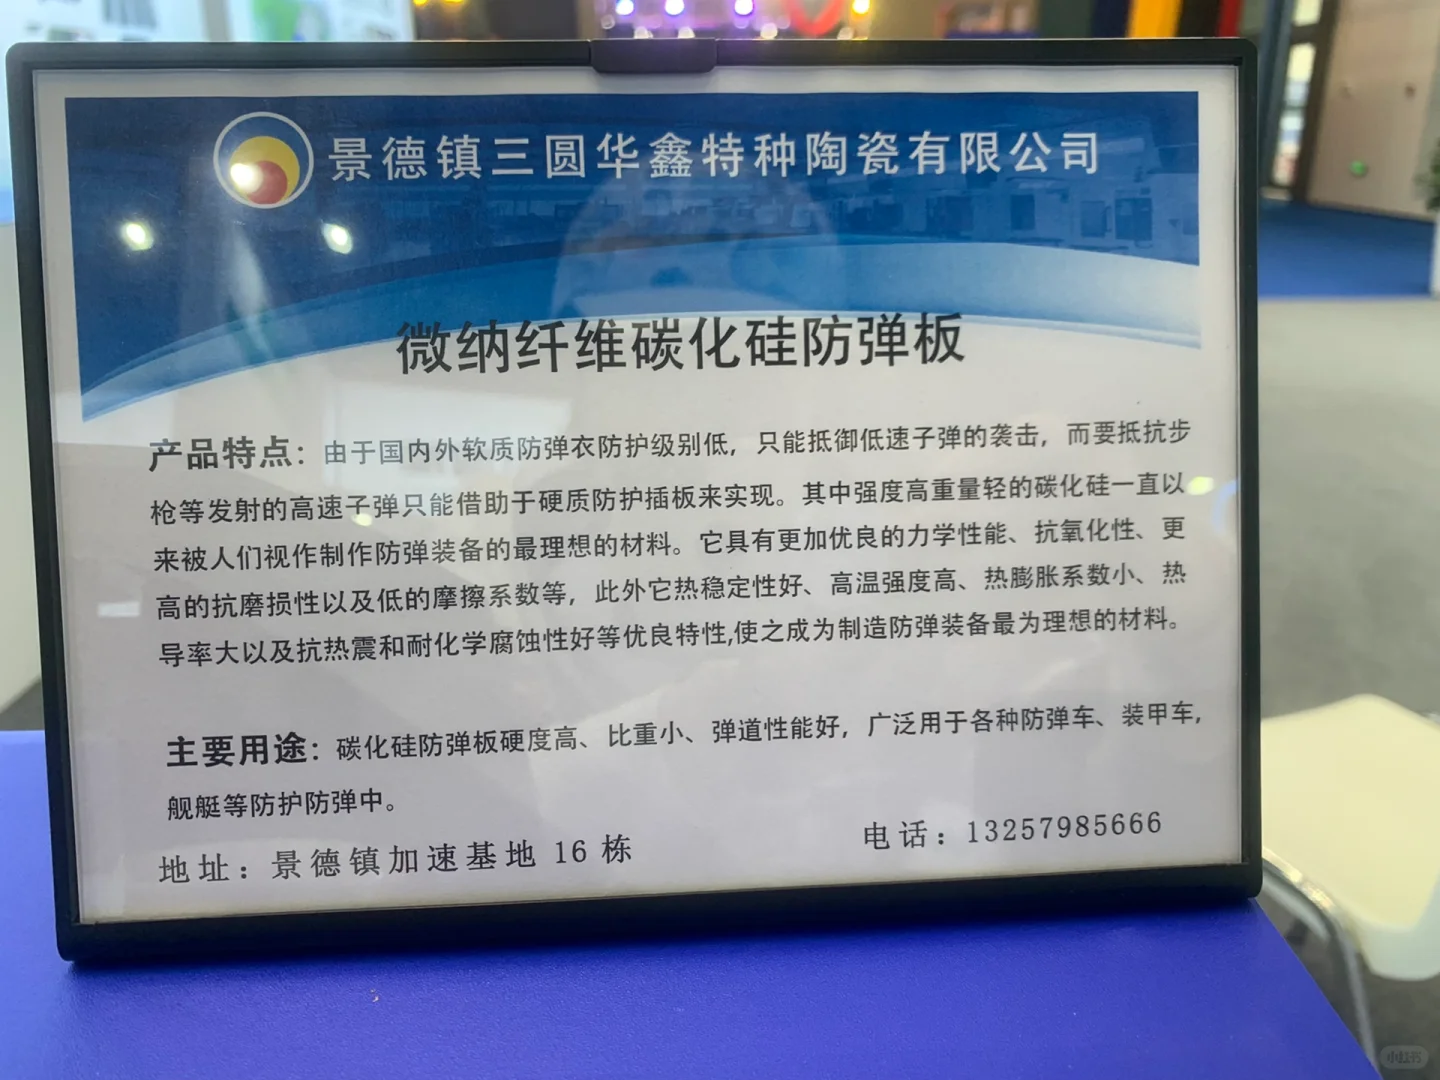 景德镇三圆华鑫特种陶瓷有限公司
微纳纤维碳化硅防弹板
产品特点：由于国内外软质防弹衣防护级别低，只能抵御低速子弹的袭击，而要抵抗步
枪等发射的高速子弹只能借助于硬质防护插板来实现。其中强度高重量轻的碳化硅一直以
来被人们视作制作防弹装备的最理想的材料。它具有更加优良的力学性能、抗氧化性、更
高的抗磨损性以及低的摩擦系数等，此外它热稳定性好、高温强度高、热膨胀系数小、热
导率大以及抗热震和耐化学腐蚀性好等优良特性,使之成为制造防弹装备最为理想的材料。
主要用途：碳化硅防弹板硬度高、比重小、弹道性能好，广泛用于各种防弹车、装甲车，
舰艇等防护防弹中。
地址：景德镇加速基地 16 栋
电话：13257985666
小红书